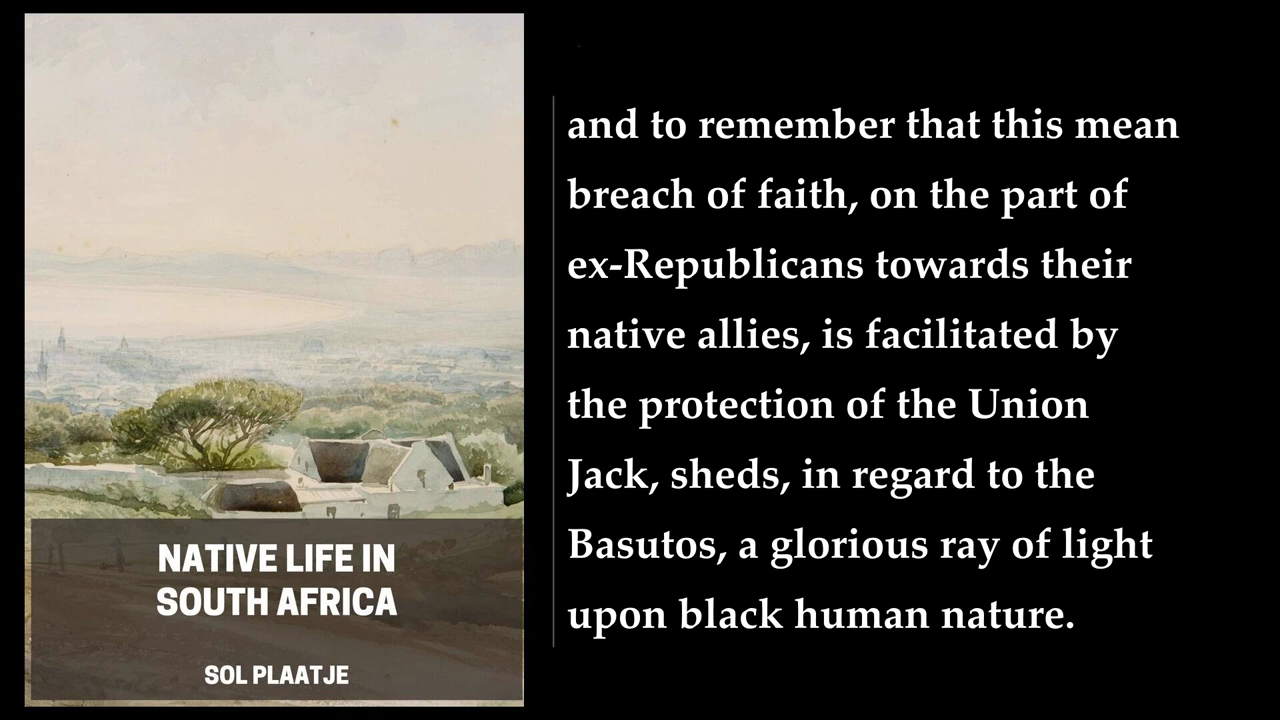 NATIVE LIFE IN
SOUTH AFRICA
SOL PLAATJE
and to remember that this mean
breach of faith, on the part of
ex-Republicans towards their
native allies, is facilitated by
the protection of the Union
Jack, sheds, in regard to the
Basutos, a glorious ray of light
upon black human nature.